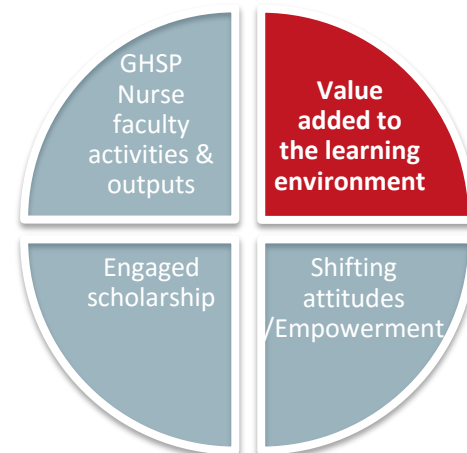 GHSP
Nurse
faculty
activities &
outputs
Value
added to
the learning
environment
Engaged
scholarship
Shifting
attitudes
/Empowerment